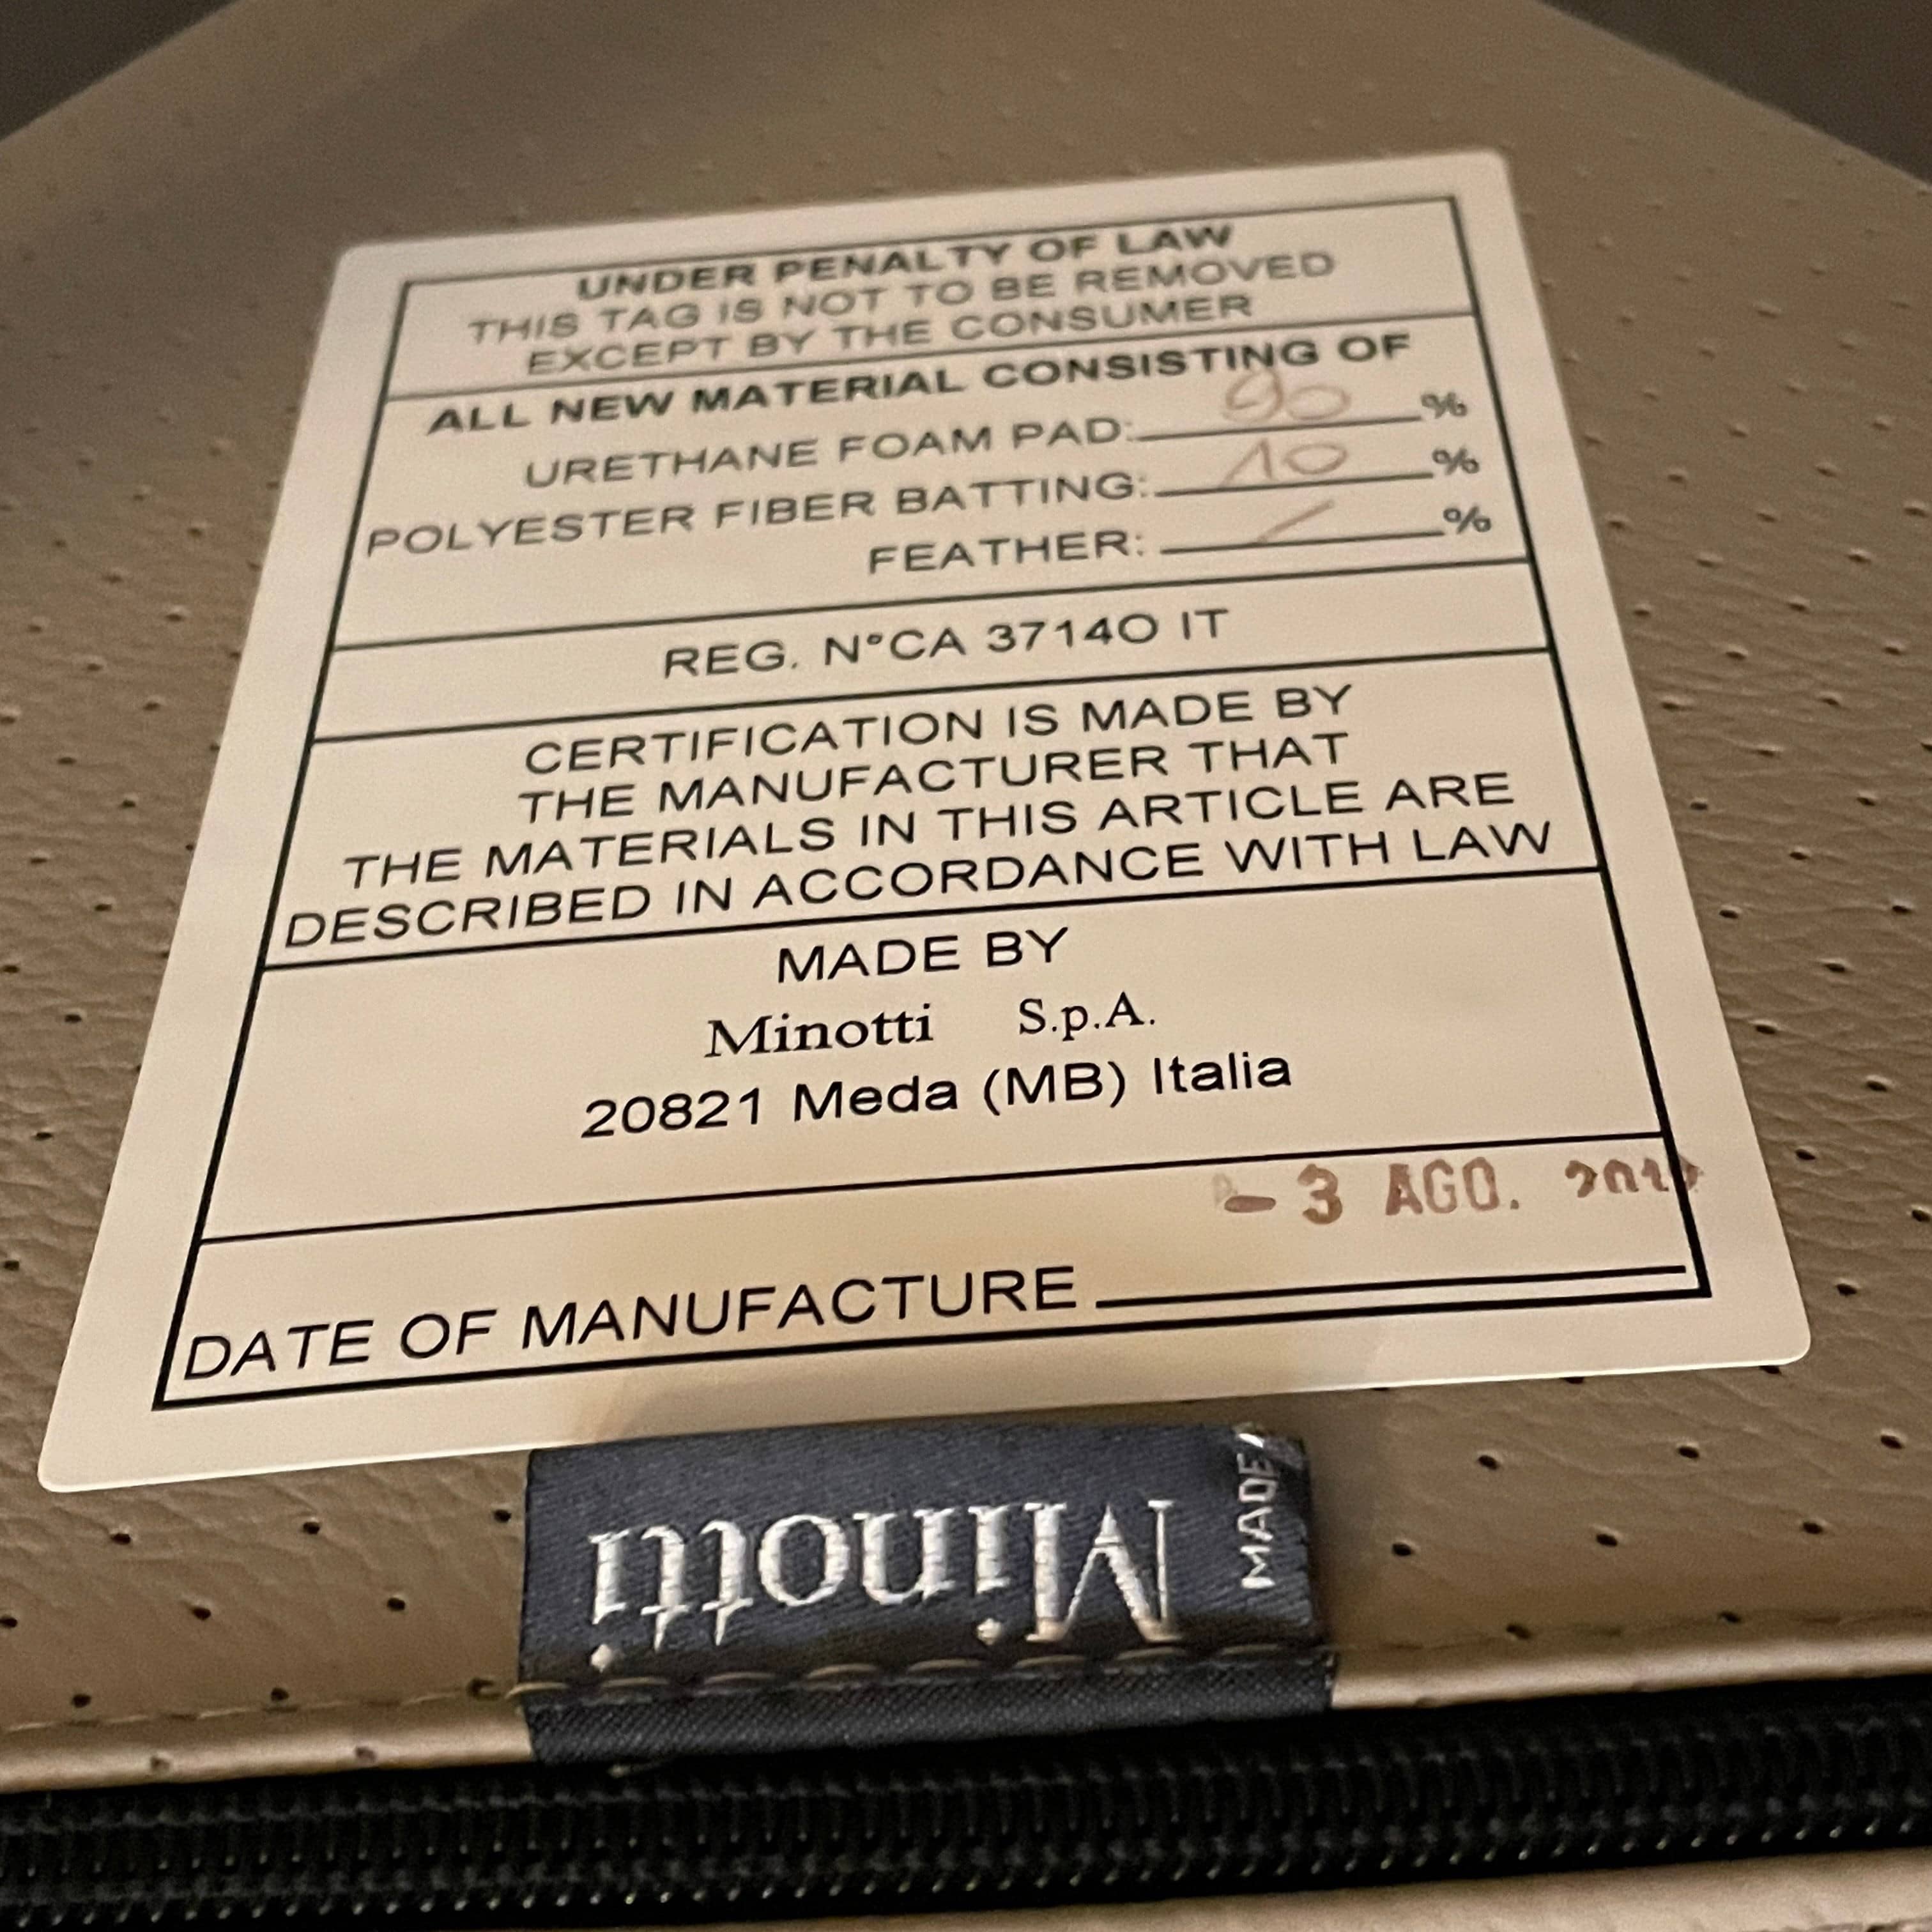 UNDER PENALTY OF LAW
THIS TAG IS NOT TO BE REMOVED
EXCEPT BY THE CONSUMER
ALL NEW MATERIAL CONSISTING OF
URETHANE FOAM PAD: 90 %
POLYESTER FIBER BATTING: 10 %
FEATHER: / %
REG. N°CA 37140 IT
CERTIFICATION IS MADE BY
THE MANUFACTURER THAT
THE MATERIALS IN THIS ARTICLE ARE
DESCRIBED IN ACCORDANCE WITH LAW
MADE BY
Minotti S.p.A.
20821 Meda (MB) Italia
- 3 AGO.
DATE OF MANUFACTURE
Minotti
MADE